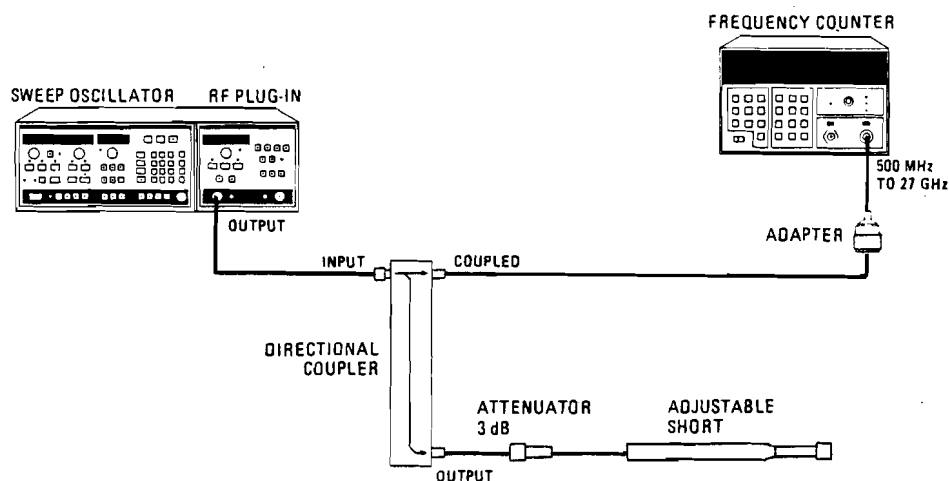 FREQUENCY COUNTER
SWEEP OSCILLATOR
RF PLUG-IN
500 MHz
TO 27 GHz
OUTPUT
ADAPTER
INPUT
COUPLED
DIRECTIONAL
COUPLER
ATTENUATOR
3 dB
ADJUSTABLE
SHORT
OUTPUT